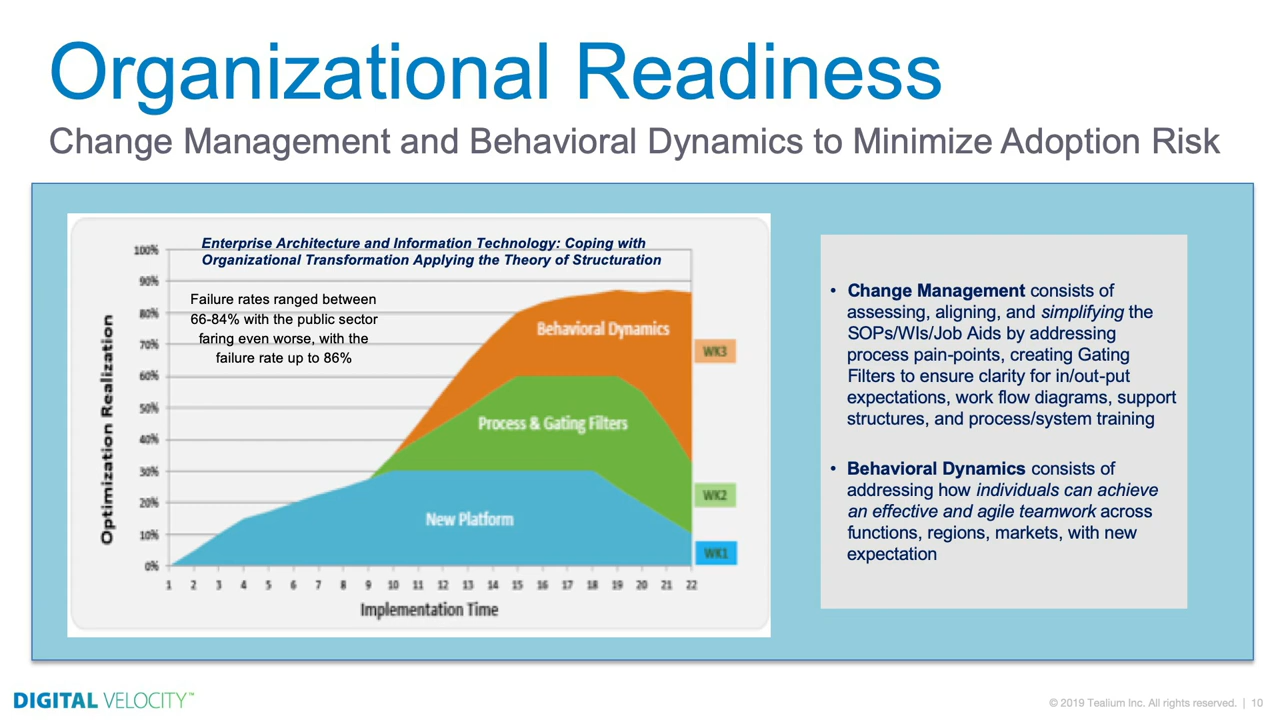 Organizational Readiness
Change Management and Behavioral Dynamics to Minimize Adoption Risk
Enterprise Architecture and Information Technology: Coping with
Organizational Transformation Applying the Theory of Structuration
Failure rates ranged between
66-84% with the public sector
faring even worse, with the
failure rate up to 86%
Optimization Realization
100%
90%
80%
70%
60%
50%
40%
30%
20%
10%
0%
Behavioral Dynamics
Process & Gating Filters
New Platform
WK3
WK2
WK1
1 2 3 4 5 6 7 8 9 10 11 12 13 14 15 16 17 18 19 20 21 22
Implementation Time
• Change Management consists of
assessing, aligning, and simplifying the
SOPs/WIs/Job Aids by addressing
process pain-points, creating Gating
Filters to ensure clarity for in/out-put
expectations, work flow diagrams, support
structures, and process/system training
• Behavioral Dynamics consists of
addressing how individuals can achieve
an effective and agile teamwork across
functions, regions, markets, with new
expectation
DIGITAL VELOCITY™
© 2019 Tealium Inc. All rights reserved. | 10